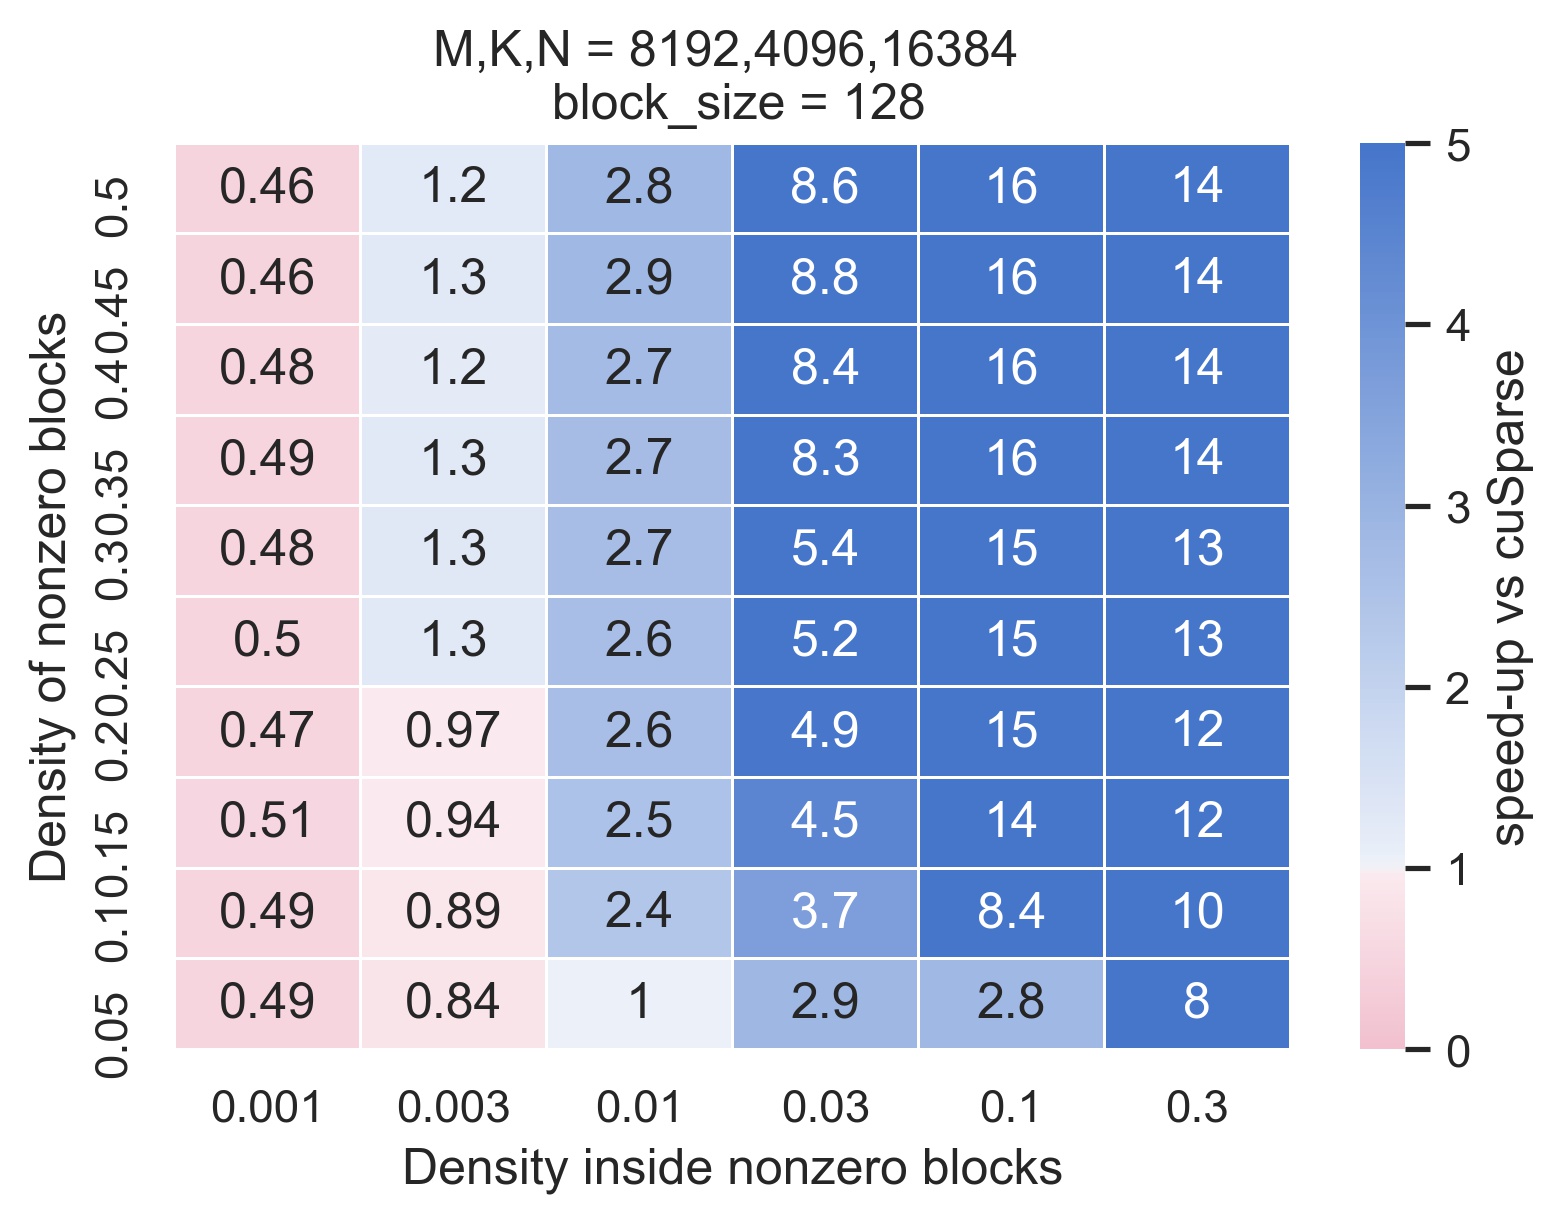 M,K,N = 8192,4096,16384
block_size = 128
Density of nonzero blocks
0.5 0.46 1.2 2.8 8.6 16 14
0.45 0.46 1.3 2.9 8.8 16 14
0.4 0.48 1.2 2.7 8.4 16 14
0.35 0.49 1.3 2.7 8.3 16 14
0.3 0.48 1.3 2.7 5.4 15 13
0.25 0.5 1.3 2.6 5.2 15 13
0.2 0.47 0.97 2.6 4.9 15 12
0.15 0.51 0.94 2.5 4.5 14 12
0.1 0.49 0.89 2.4 3.7 8.4 10
0.05 0.49 0.84 1 2.9 2.8 8
0.001 0.003 0.01 0.03 0.1 0.3
Density inside nonzero blocks
5
4
3
2
1
0
speed-up vs cuSparse